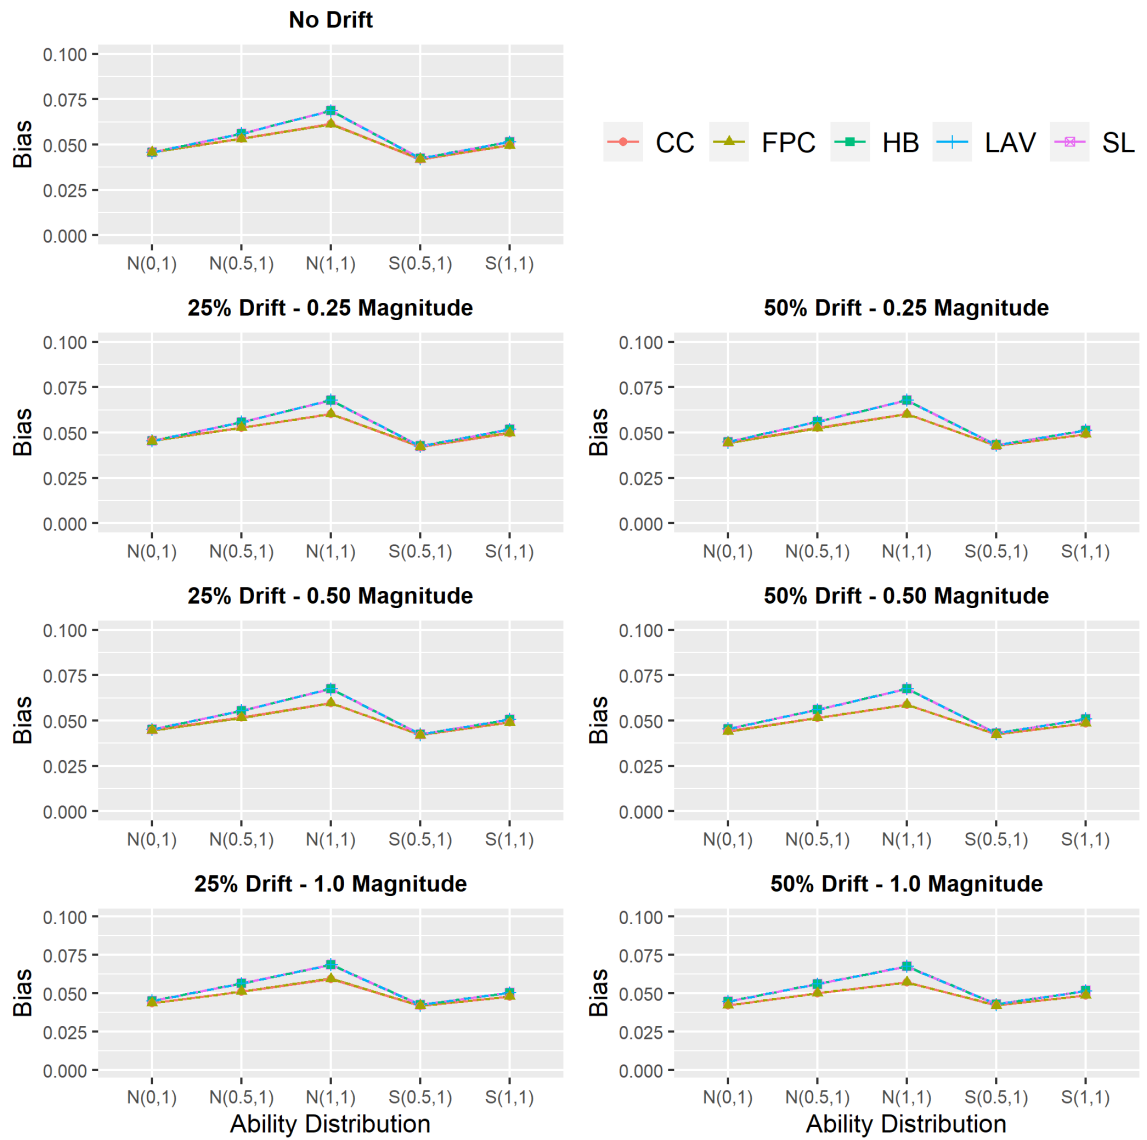 No Drift
0.100
0.075
0.050
0.025
0.000
Bias
N(0,1) N(0.5,1) N(1,1) S(0.5,1) S(1,1)
CC FPC HB LAV SL
25% Drift - 0.25 Magnitude
0.100
0.075
0.050
0.025
0.000
Bias
N(0,1) N(0.5,1) N(1,1) S(0.5,1) S(1,1)
50% Drift - 0.25 Magnitude
0.100
0.075
0.050
0.025
0.000
Bias
N(0,1) N(0.5,1) N(1,1) S(0.5,1) S(1,1)
25% Drift - 0.50 Magnitude
0.100
0.075
0.050
0.025
0.000
Bias
N(0,1) N(0.5,1) N(1,1) S(0.5,1) S(1,1)
50% Drift - 0.50 Magnitude
0.100
0.075
0.050
0.025
0.000
Bias
N(0,1) N(0.5,1) N(1,1) S(0.5,1) S(1,1)
25% Drift - 1.0 Magnitude
0.100
0.075
0.050
0.025
0.000
Bias
N(0,1) N(0.5,1) N(1,1) S(0.5,1) S(1,1)
Ability Distribution
50% Drift - 1.0 Magnitude
0.100
0.075
0.050
0.025
0.000
Bias
N(0,1) N(0.5,1) N(1,1) S(0.5,1) S(1,1)
Ability Distribution